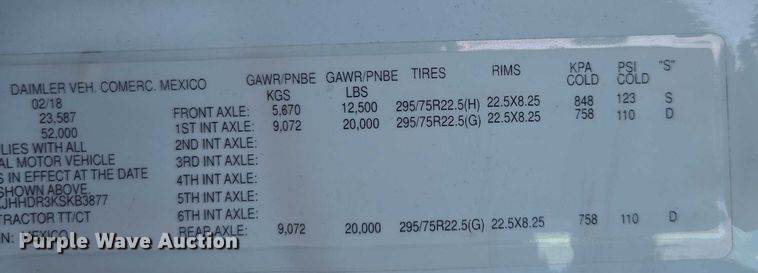 DAIMLER VEH. COMERC. MEXICO GAWR/PNBE GAWR/PNBE TIRES RIMS KPA PSI "S"
02/18 KGS LBS COLD COLD
23,587 FRONT AXLE: 5,670 12,500 295/75R22.5(H) 22.5X8.25 848 123 S
52,000 1ST INT AXLE: 9,072 20,000 295/75R22.5(G) 22.5X8.25 758 110 D
LIES WITH ALL 2ND INT AXLE:
AL MOTOR VEHICLE 3RD INT AXLE:
S IN EFFECT AT THE DATE 4TH INT AXLE:
SHOWN ABOVE 5TH INT AXLE:
JHHDR3KSKB3877
TRACTOR TT/CT 6TH INT AXLE:
IN: MEXICO REAR AXLE: 9,072 20,000 295/75R22.5(G) 22.5X8.25 758 110 D
Purple Wave Auction